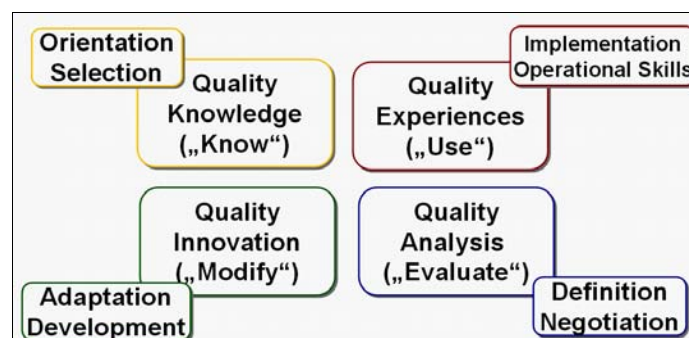 Orientation
Selection
Quality
Knowledge
(„Know“)
Implementation
Operational Skills
Quality
Experiences
(„Use“)
Quality
Innovation
(„Modify“)
Adaptation
Development
Quality
Analysis
(„Evaluate“)
Definition
Negotiation